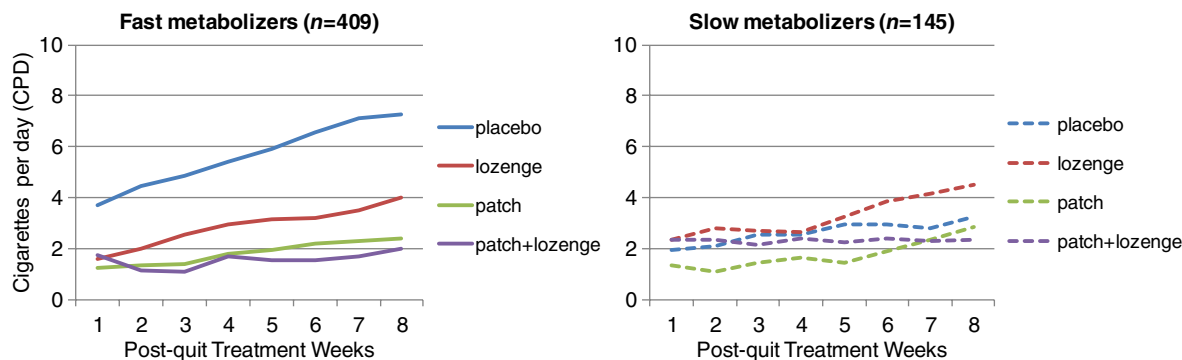 Fast metabolizers (n=409)
Cigarettes per day (CPD)
10
8
6
4
2
0
1 2 3 4 5 6 7 8
Post-quit Treatment Weeks
placebo
lozenge
patch
patch+lozenge
Slow metabolizers (n=145)
10
8
6
4
2
0
1 2 3 4 5 6 7 8
Post-quit Treatment Weeks
placebo
lozenge
patch
patch+lozenge